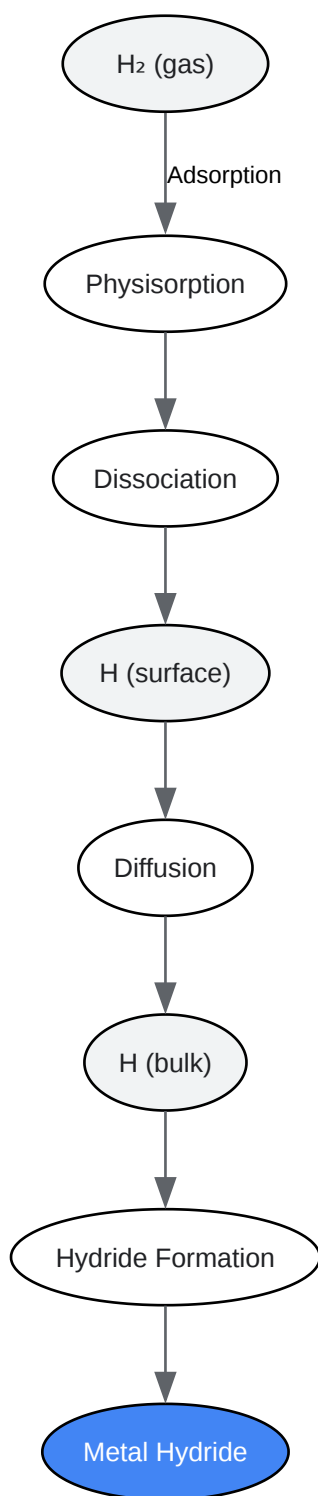 H₂ (gas)
Adsorption
Physisorption
Dissociation
H (surface)
Diffusion
H (bulk)
Hydride Formation
Metal Hydride